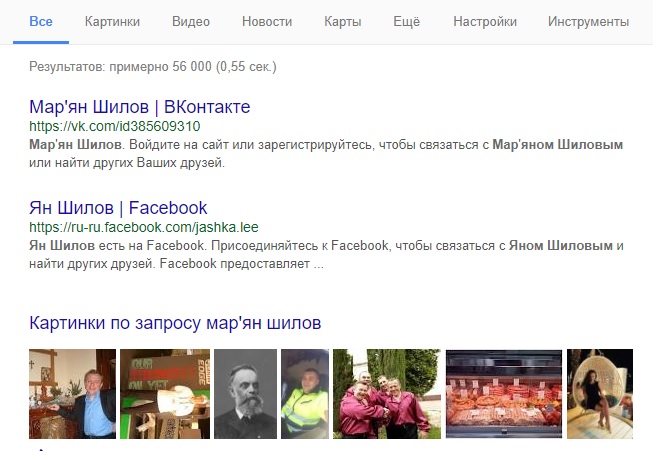 Все Картинки Видео Новости Карты Ещё Настройки Инструменты
Результатов: примерно 56 000 (0,55 сек.)
Мар'ян Шилов | ВКонтакте
https://vk.com/id385609310
Мар'ян Шилов. Войдите на сайт или зарегистрируйтесь, чтобы связаться с Мар'яном Шиловым
или найти других Ваших друзей.
Ян Шилов | Facebook
https://ru-ru.facebook.com/jashka.lee
Ян Шилов есть на Facebook. Присоединяйтесь к Facebook, чтобы связаться с Яном Шиловым и
найти других друзей. Facebook предоставляет ...
Картинки по запросу мар'ян шилов